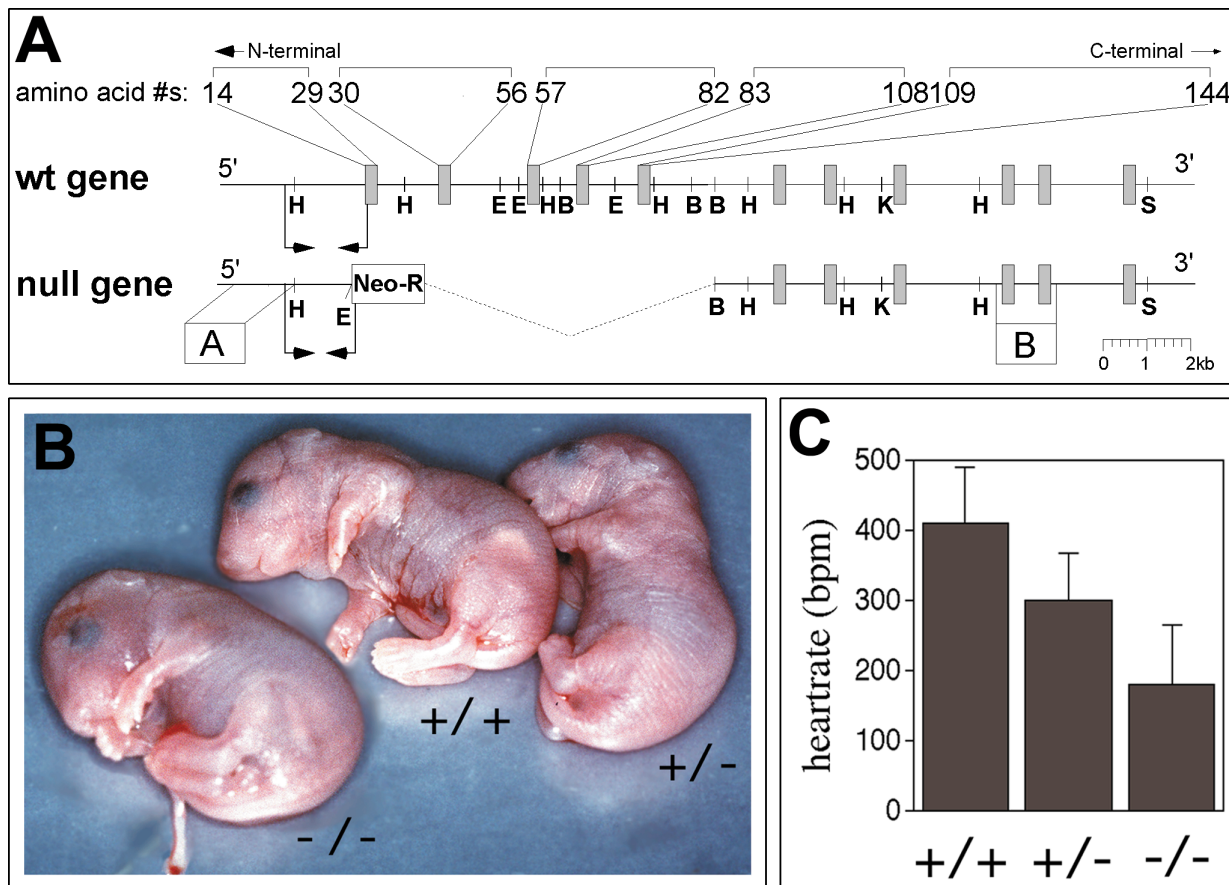 A
N-terminal
C-terminal
amino acid #s: 14 29 30 56 57 82 83 108 109 144
wt gene
5'
3'
H H E E H B E H B B H H K H S
null gene
5'
Neo-R
3'
H E B H H K H S
A
B
0 1 2kb
B
+/+
+/-
-/-
C
heartrate (bpm)
500
400
300
200
100
0
+/+ +/- -/-